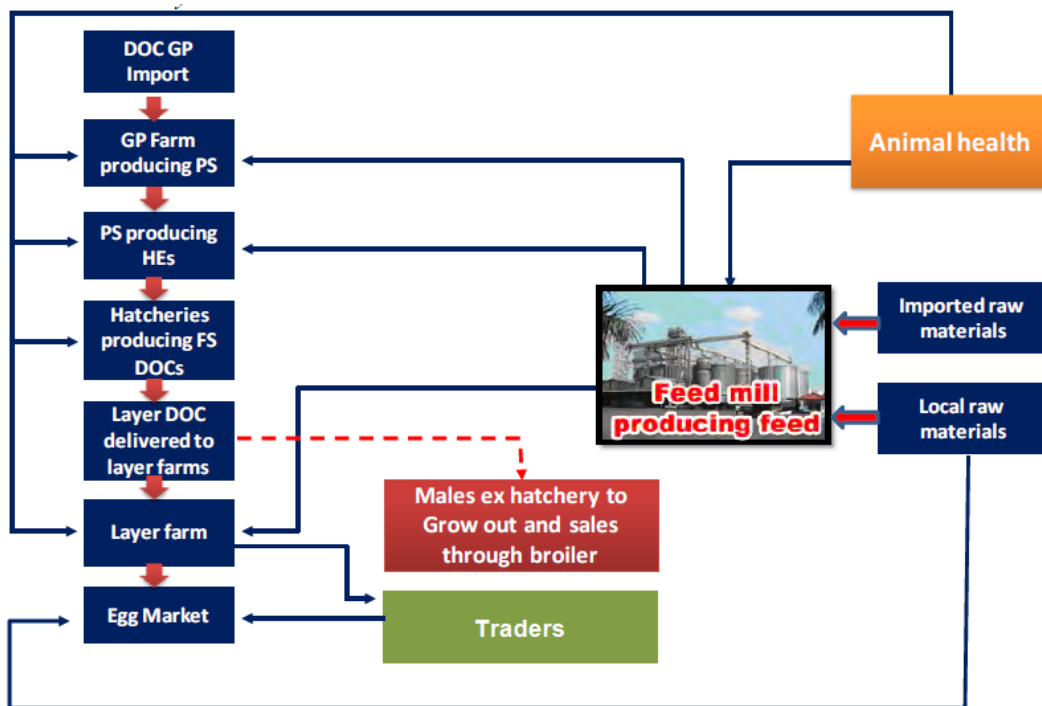 DOC GP
Import
GP Farm
producing PS
PS producing
HEs
Hatcheries
producing FS
DOCs
Layer DOC
delivered to
layer farms
Layer farm
Egg Market
Males ex hatchery to
Grow out and sales
through broiler
Traders
Feed mill
producing feed
Animal health
Imported raw
materials
Local raw
materials